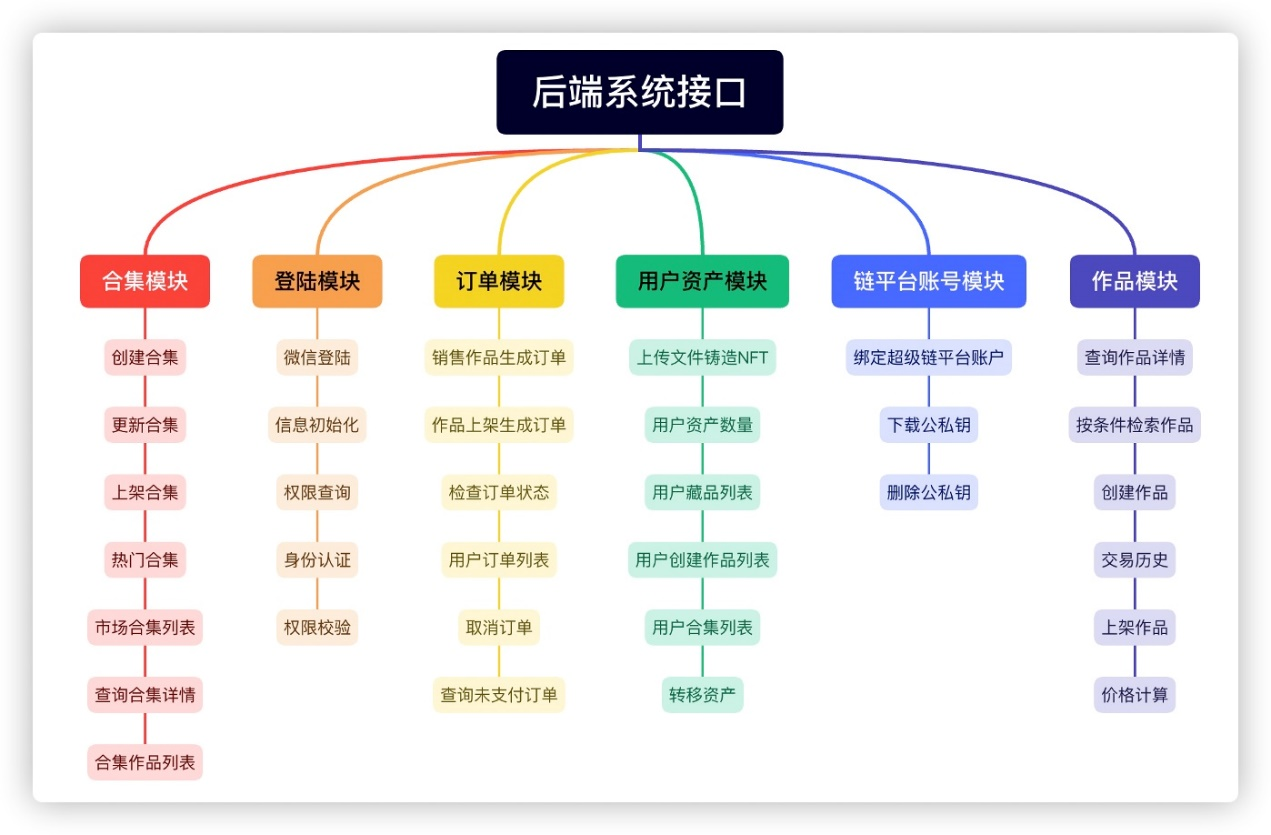 后端系统接口
合集模块
创建合集
更新合集
上架合集
热门合集
市场合集列表
查询合集详情
合集作品列表
登陆模块
微信登陆
信息初始化
权限查询
身份认证
权限校验
订单模块
销售作品生成订单
作品上架生成订单
检查订单状态
用户订单列表
取消订单
查询未支付订单
用户资产模块
上传文件铸造NFT
用户资产数量
用户藏品列表
用户创建作品列表
用户合集列表
转移资产
链平台账号模块
绑定超级链平台账户
下载公私钥
删除公私钥
作品模块
查询作品详情
按条件检索作品
创建作品
交易历史
上架作品
价格计算